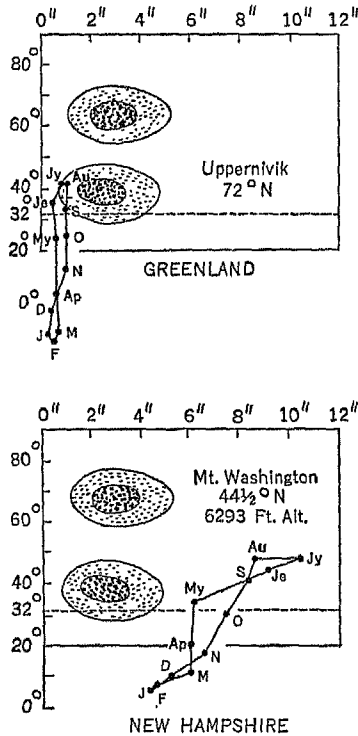 0" 2" 4" 6" 8" 10" 12"
80°
60°
Jy Au
40°
Je
S
32°
Uppernivik
72° N
My
O
20°
N
GREENLAND
0°
D
Ap
J
M
F
0" 2" 4" 6" 8" 10" 12"
80°
60°
Mt. Washington
44½° N
6293 Ft. Alt.
Au
Jy
40°
My
S
Je
32°
O
20°
Ap
D
N
J
F
M
0°
NEW HAMPSHIRE